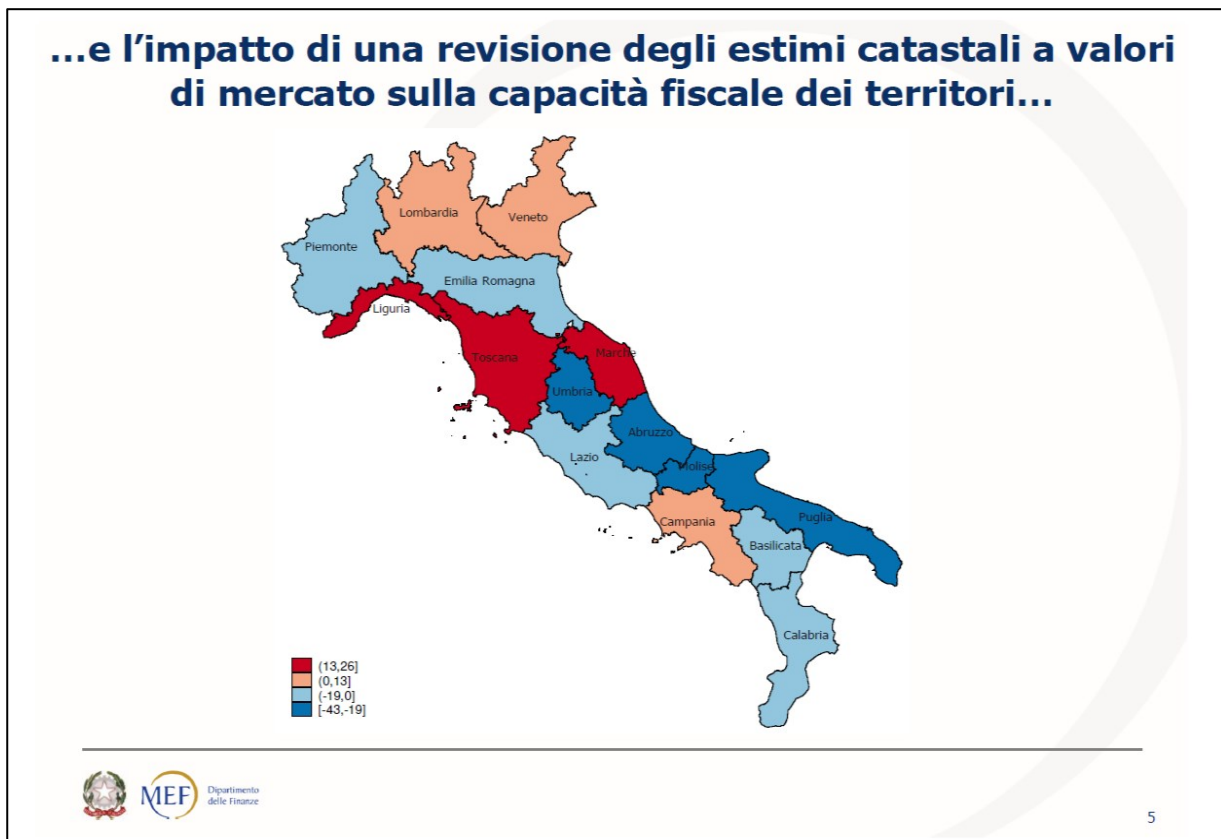 ...e l'impatto di una revisione degli estimi catastali a valori
di mercato sulla capacità fiscale dei territori...
Lombardia
Veneto
Piemonte
Emilia Romagna
Liguria
Toscana
Marche
Umbria
Abruzzo
Lazio
Molise
Campania
Puglia
Basilicata
Calabria
(13,26]
(0,13]
(-19,0]
[-43,-19]
MEF
Dipartimento
delle Finanze
5